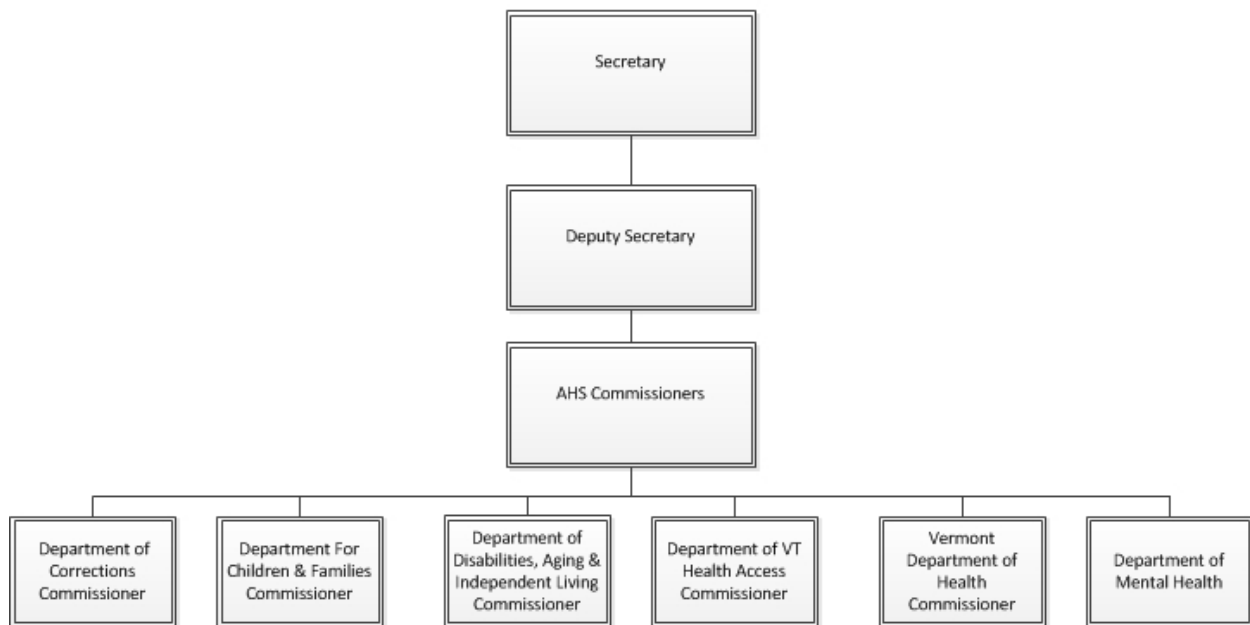 Secretary
Deputy Secretary
AHS Commissioners
Department of
Corrections
Commissioner
Department For
Children & Families
Commissioner
Department of
Disabilities, Aging &
Independent Living
Commissioner
Department of VT
Health Access
Commissioner
Vermont
Department of
Health
Commissioner
Department of
Mental Health